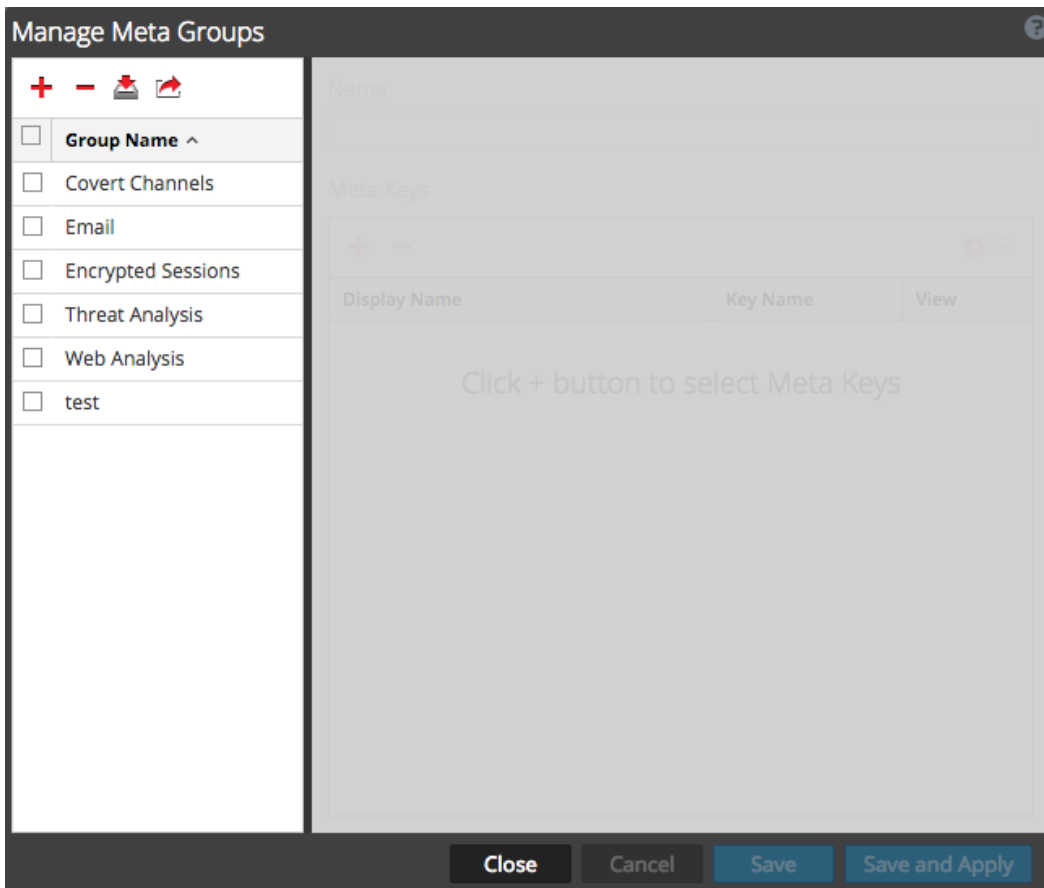 Manage Meta Groups
?
Name
Group Name
Covert Channels
Meta Keys
Email
Encrypted Sessions
Display Name Key Name View
Threat Analysis
Web Analysis
Click + button to select Meta Keys
test
Close Cancel Save Save and Apply